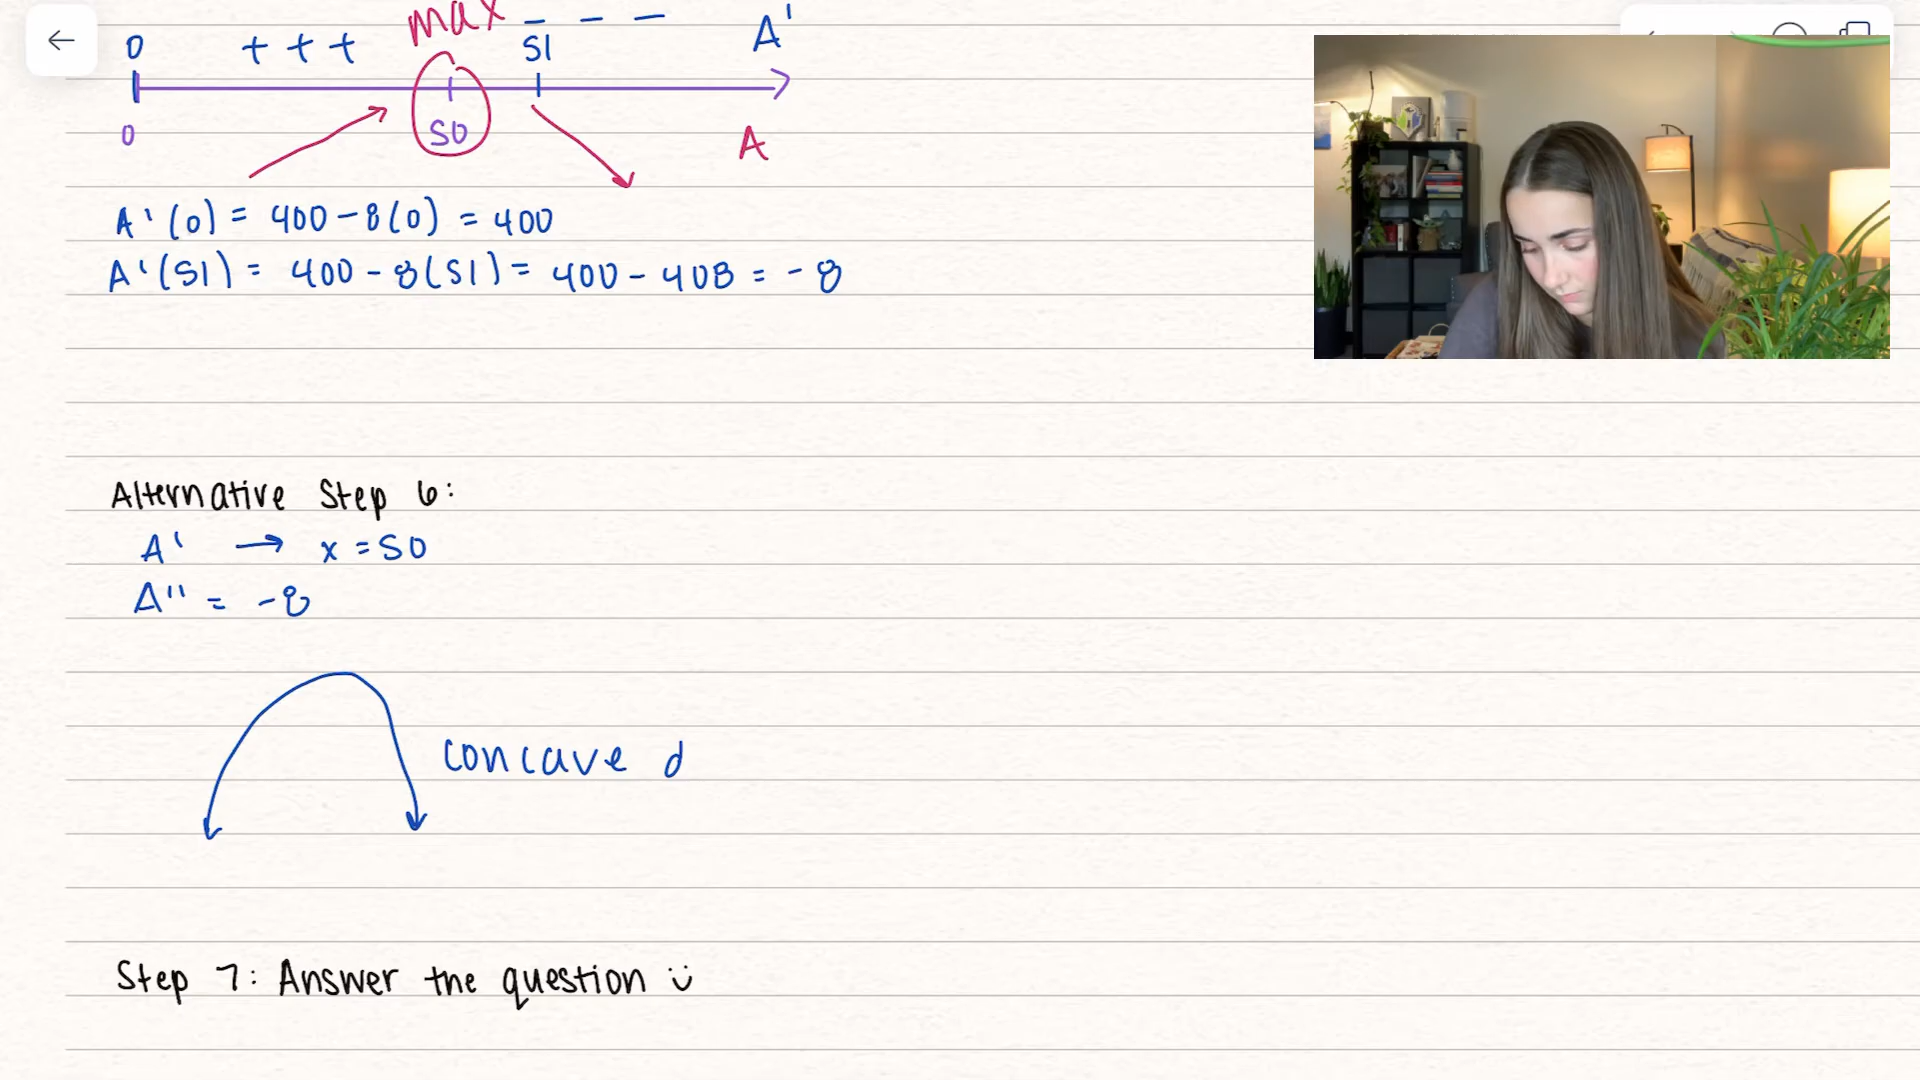 max
0 + + + 51 _ _ _ A'
0 50 A
A'(0) = 400 - 8(0) = 400
A'(51) = 400 - 8(51) = 400 - 408 = -8
Alternative Step 6:
A' → x = 50
A'' = -8
concave d
Step 7: Answer the question :)